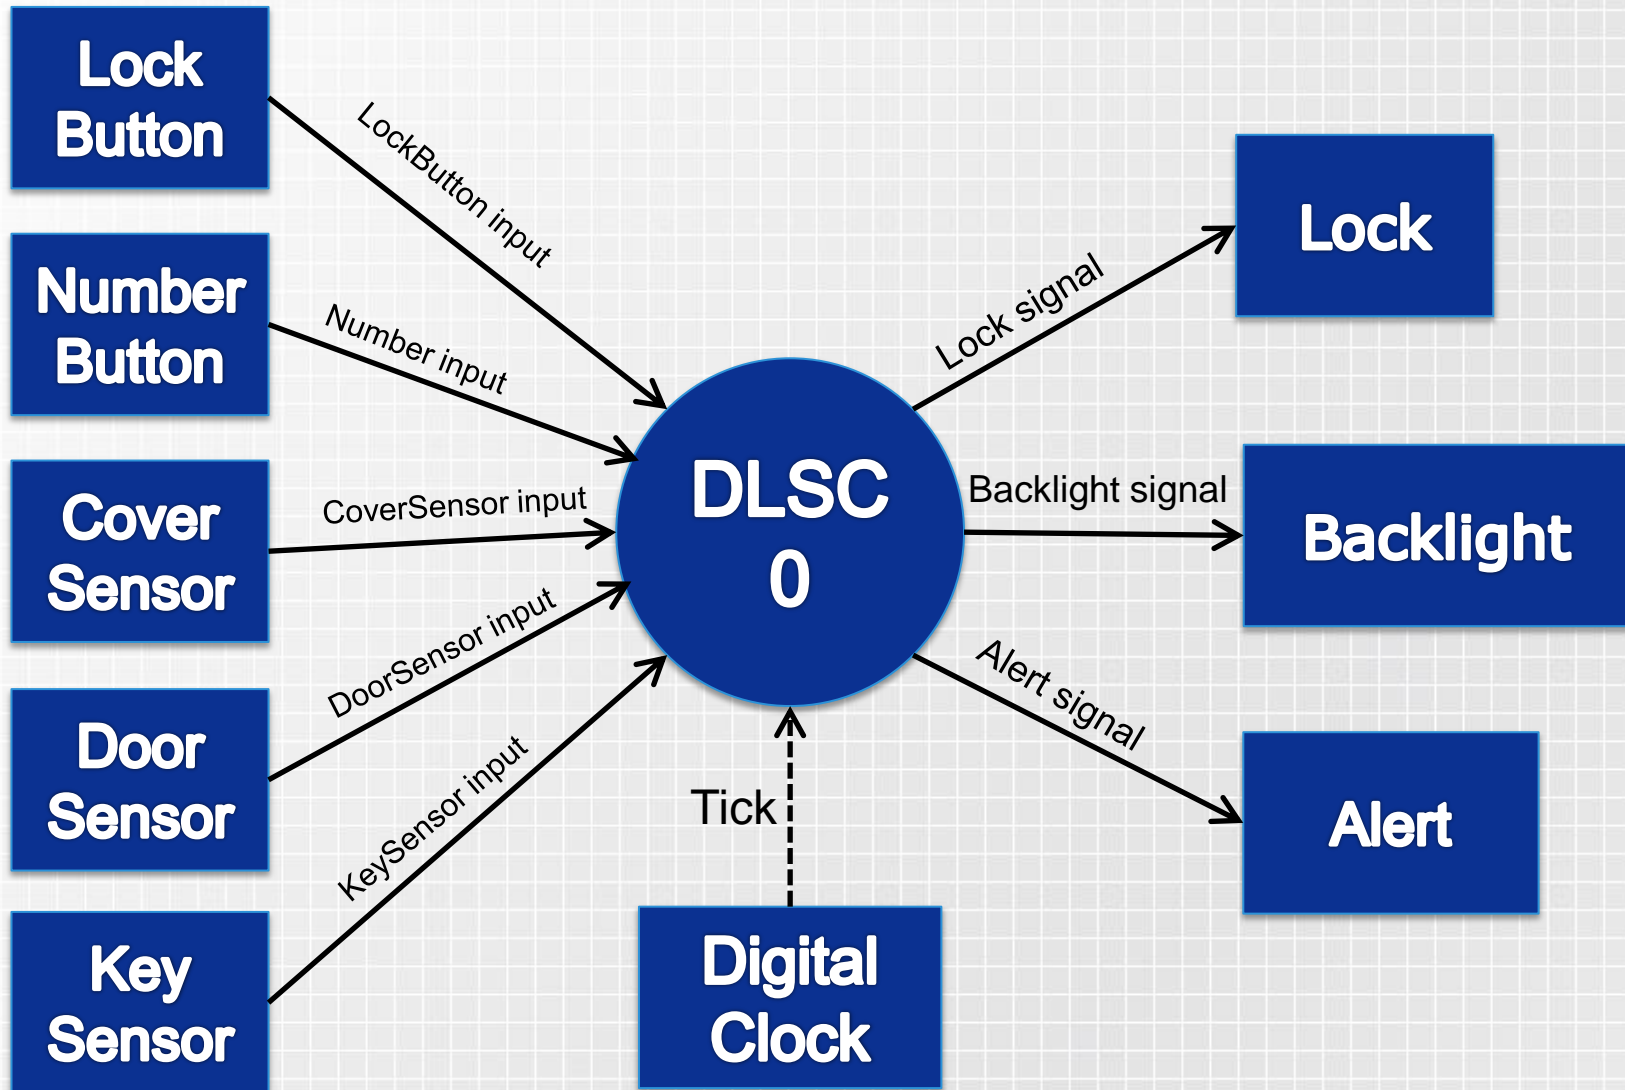 Lock
Button
LockButton input
Number
Button
Number input
Cover
Sensor
CoverSensor input
Door
Sensor
DoorSensor input
Key
Sensor
KeySensor input
DLSC
0
Tick
Digital
Clock
Lock signal
Lock
Backlight signal
Backlight
Alert signal
Alert